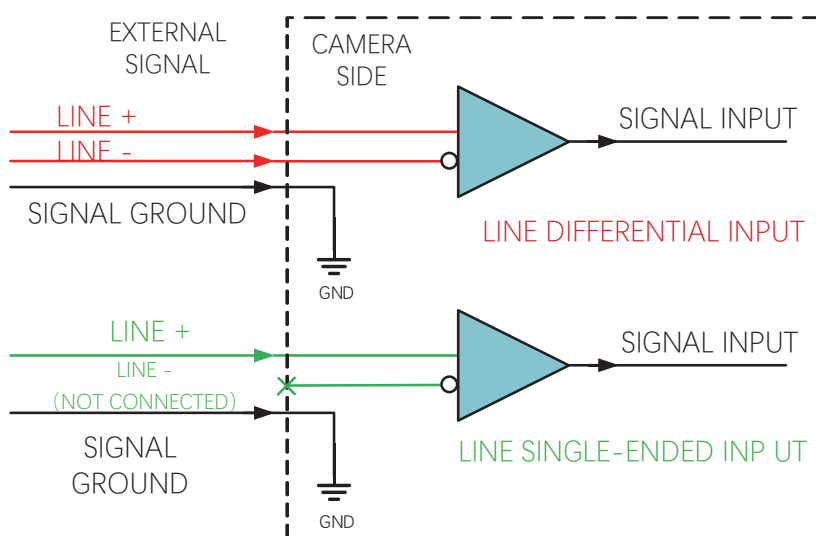 EXTERNAL
SIGNAL
CAMERA
SIDE
LINE +
LINE -
SIGNAL GROUND
GND
SIGNAL INPUT
LINE DIFFERENTIAL INPUT
LINE +
LINE -
(NOT CONNECTED)
SIGNAL
GROUND
GND
SIGNAL INPUT
LINE SINGLE-ENDED INP UT